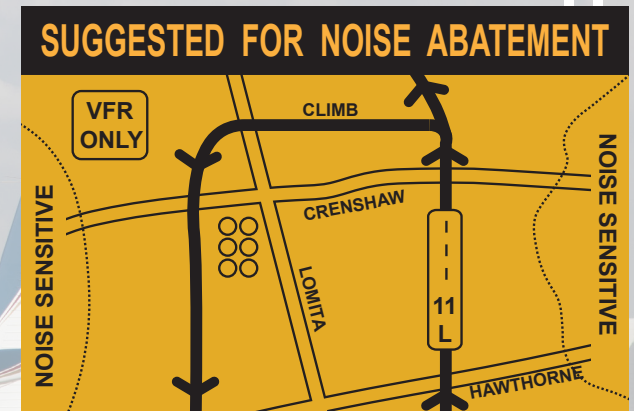 SUGGESTED FOR NOISE ABATEMENT
VFR
ONLY
CLIMB
NOISE SENSITIVE
NOISE SENSITIVE
CRENSHAW
LOMITA
11
L
HAWTHORNE